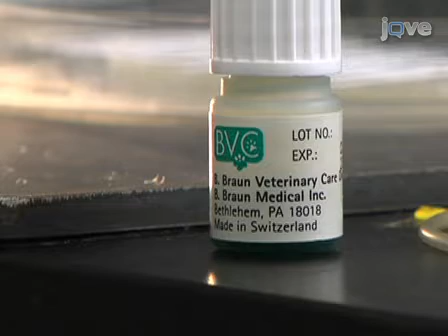 jove
BVC
LOT NO.:
EXP.:
B. Braun Veterinary Care
B. Braun Medical Inc.
Bethlehem, PA 18018
Made in Switzerland